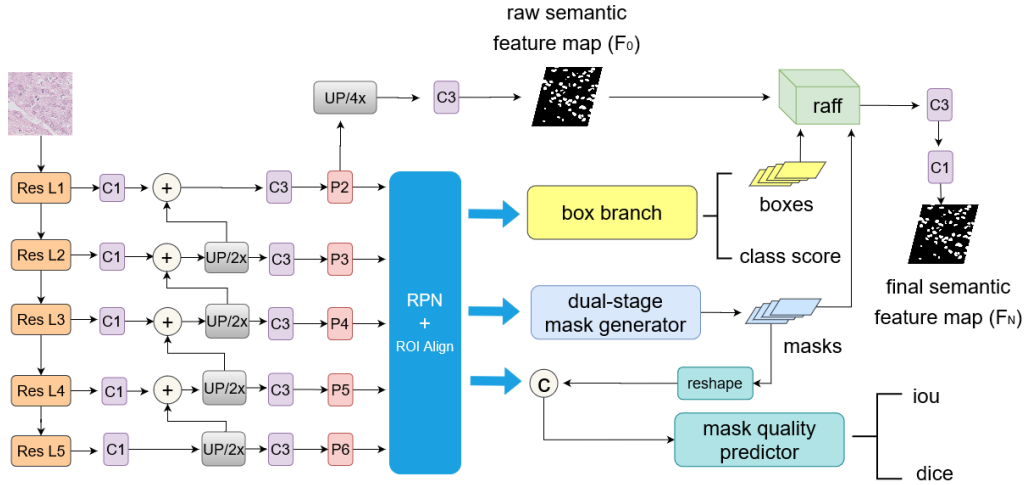 raw semantic
feature map (F₀)
UP/4x
C3
raff
C3
C1
Res L1
C1
+
C3
P2
box branch
boxes
class score
Res L2
C1
+
UP/2x
C3
P3
RPN
+
ROI Align
Res L3
C1
+
UP/2x
C3
P4
dual-stage
mask generator
masks
final semantic
feature map (Fₙ)
Res L4
C1
+
UP/2x
C3
P5
C
reshape
Res L5
C1
UP/2x
C3
P6
mask quality
predictor
iou
dice